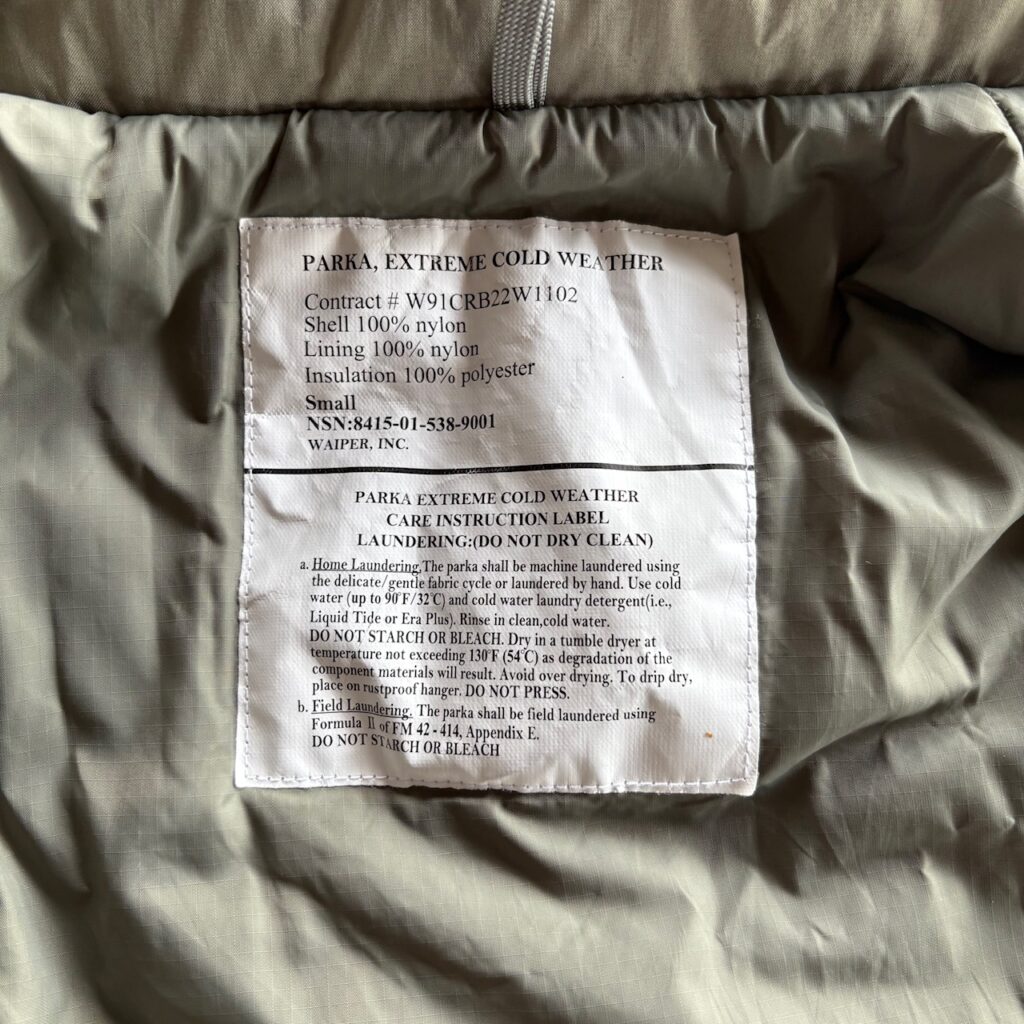 PARKA, EXTREME COLD WEATHER
Contract # W91CRB22W1102
Shell 100% nylon
Lining 100% nylon
Insulation 100% polyester
Small
NSN:8415-01-538-9001
WAIPER, INC.
PARKA EXTREME COLD WEATHER
CARE INSTRUCTION LABEL
LAUNDERING:(DO NOT DRY CLEAN)
a. Home Laundering,The parka shall be machine laundered using
the delicate/gentle fabric cycle or laundered by hand. Use cold
water (up to 90°F/32°C) and cold water laundry detergent(i.e.,
Liquid Tide or Era Plus). Rinse in clean,cold water.
DO NOT STARCH OR BLEACH. Dry in a tumble dryer at
temperature not exceeding 130°F (54°C) as degradation of the
component materials will result. Avoid over drying. To drip dry,
place on rustproof hanger. DO NOT PRESS.
b. Field Laundering. The parka shall be field laundered using
Formula II of FM 42-414, Appendix E.
DO NOT STARCH OR BLEACH